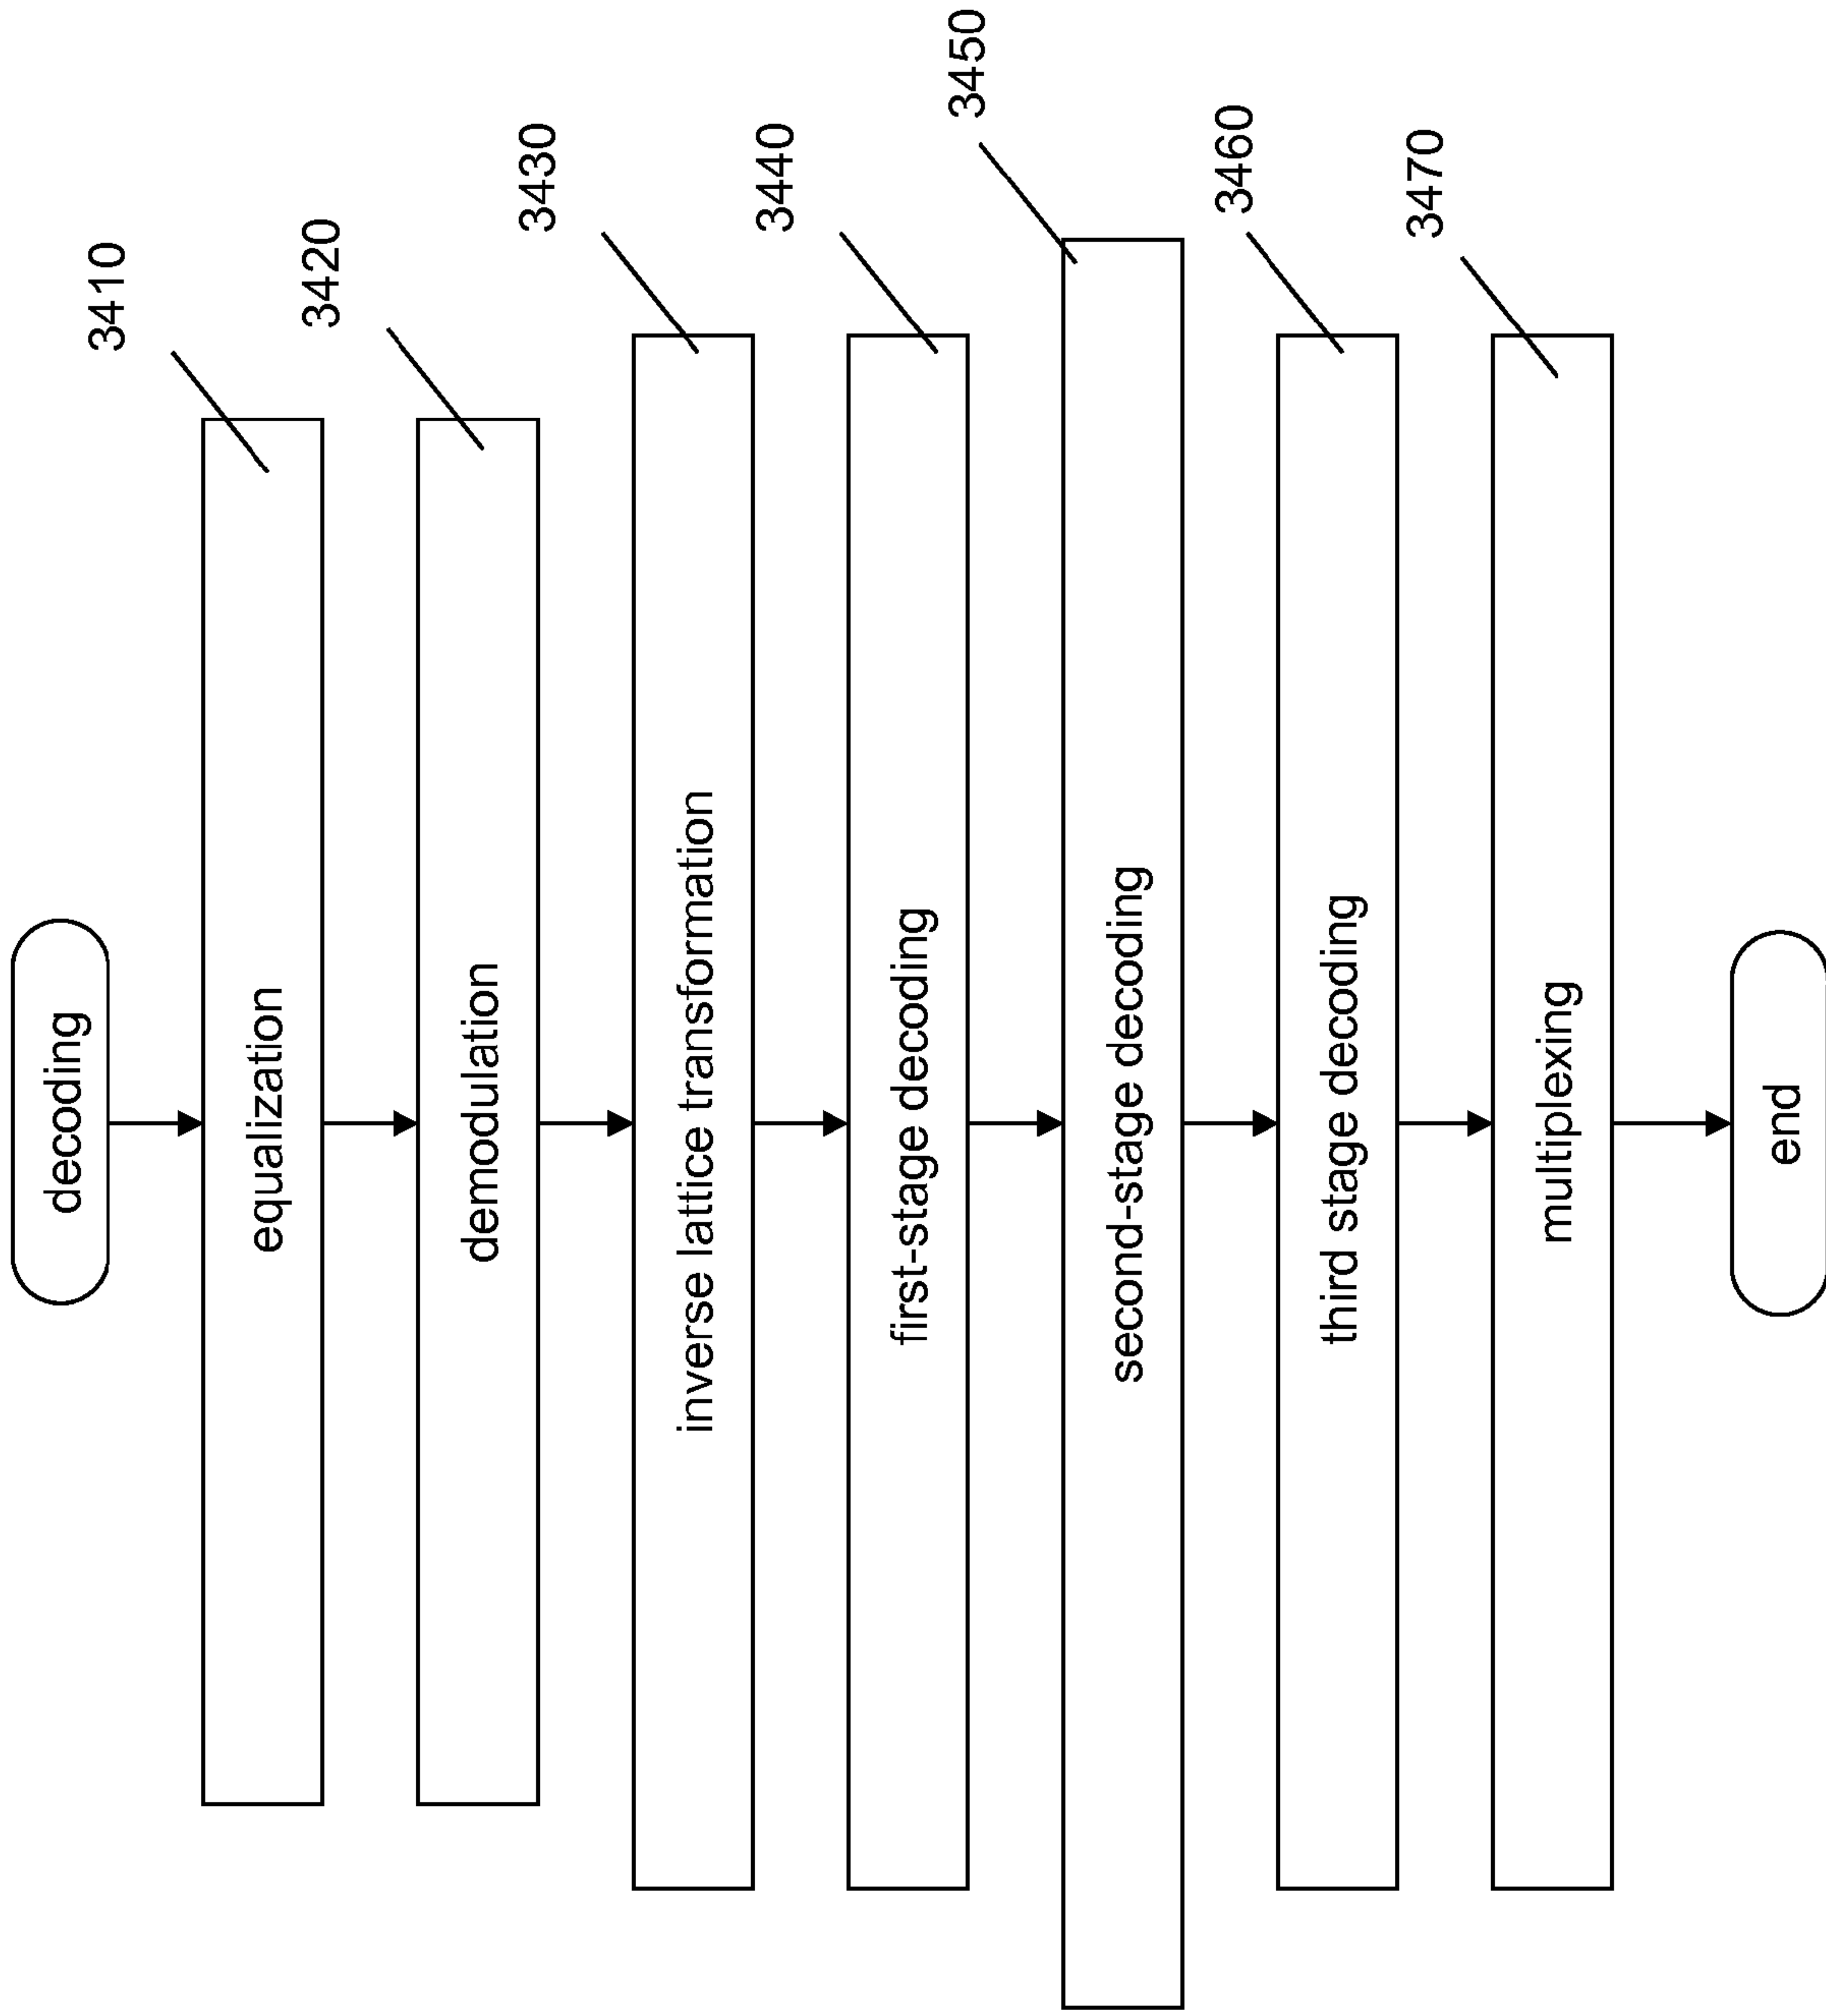 decoding
3410
equalization
3420
demodulation
3430
inverse lattice transformation
3440
first-stage decoding
3450
second-stage decoding
3460
third stage decoding
3470
multiplexing
end